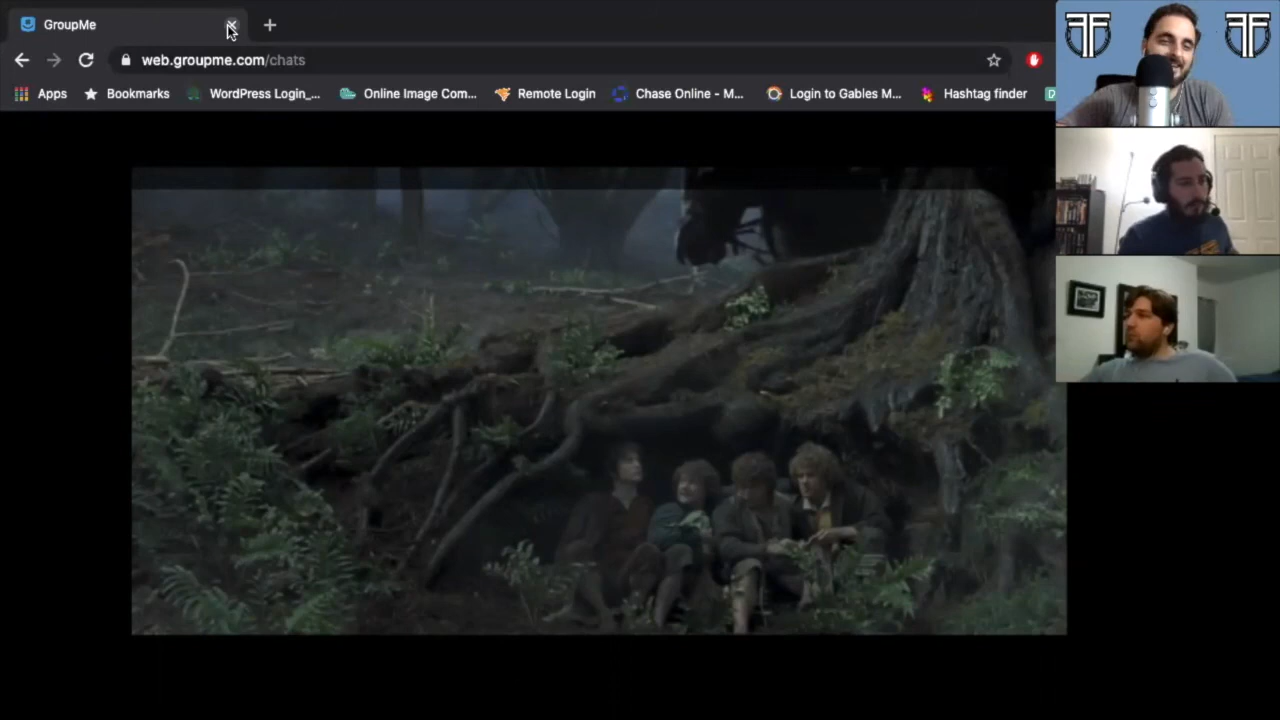 GroupMe
web.groupme.com/chats
Apps
Bookmarks
WordPress Login_...
Online Image Com...
Remote Login
Chase Online - M...
Login to Gables M...
Hashtag finder